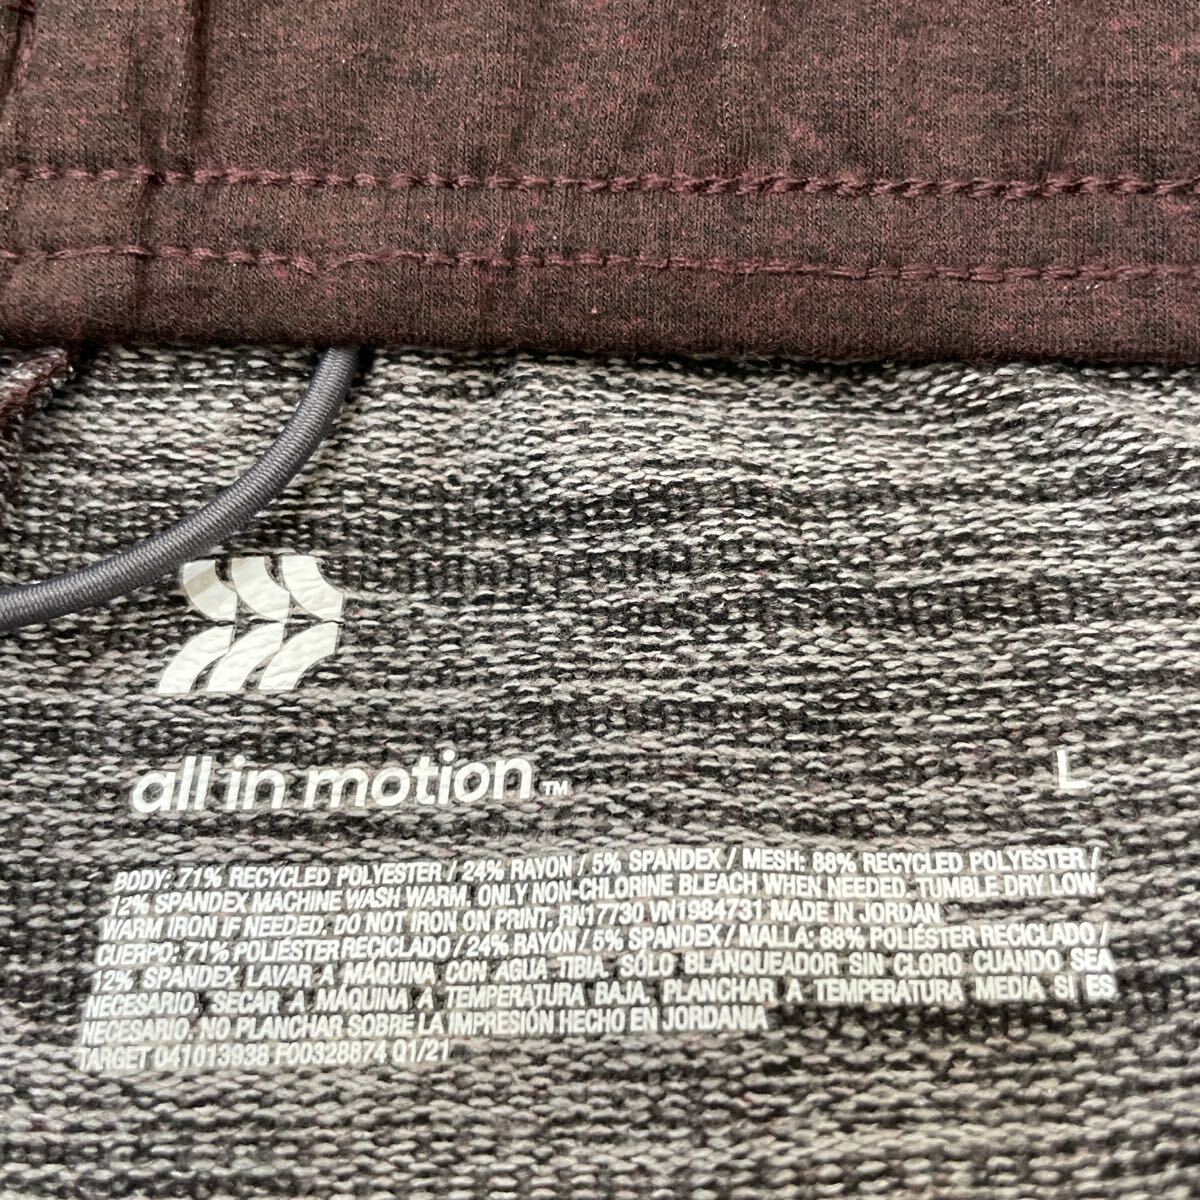 all in motion™
L
BODY: 71% RECYCLED POLYESTER / 24% RAYON / 5% SPANDEX / MESH: 88% RECYCLED POLYESTER /
12% SPANDEX MACHINE WASH WARM. ONLY NON-CHLORINE BLEACH WHEN NEEDED. TUMBLE DRY LOW.
WARM IRON IF NEEDED. DO NOT IRON ON PRINT. RN17730 VN1984731 MADE IN JORDAN
CUERPO: 71% POLIÉSTER RECICLADO / 24% RAYÓN / 5% SPANDEX / MALLA: 88% POLIÉSTER RECICLADO /
12% SPANDEX LAVAR A MÁQUINA CON AGUA TIBIA. SÓLO BLANQUEADOR SIN CLORO CUANDO SEA
NECESARIO. SECAR A MÁQUINA A TEMPERATURA BAJA. PLANCHAR A TEMPERATURA MEDIA SI ES
NECESARIO. NO PLANCHAR SOBRE LA IMPRESIÓN HECHO EN JORDANIA
TARGET 041013938 F00328874 Q1/21